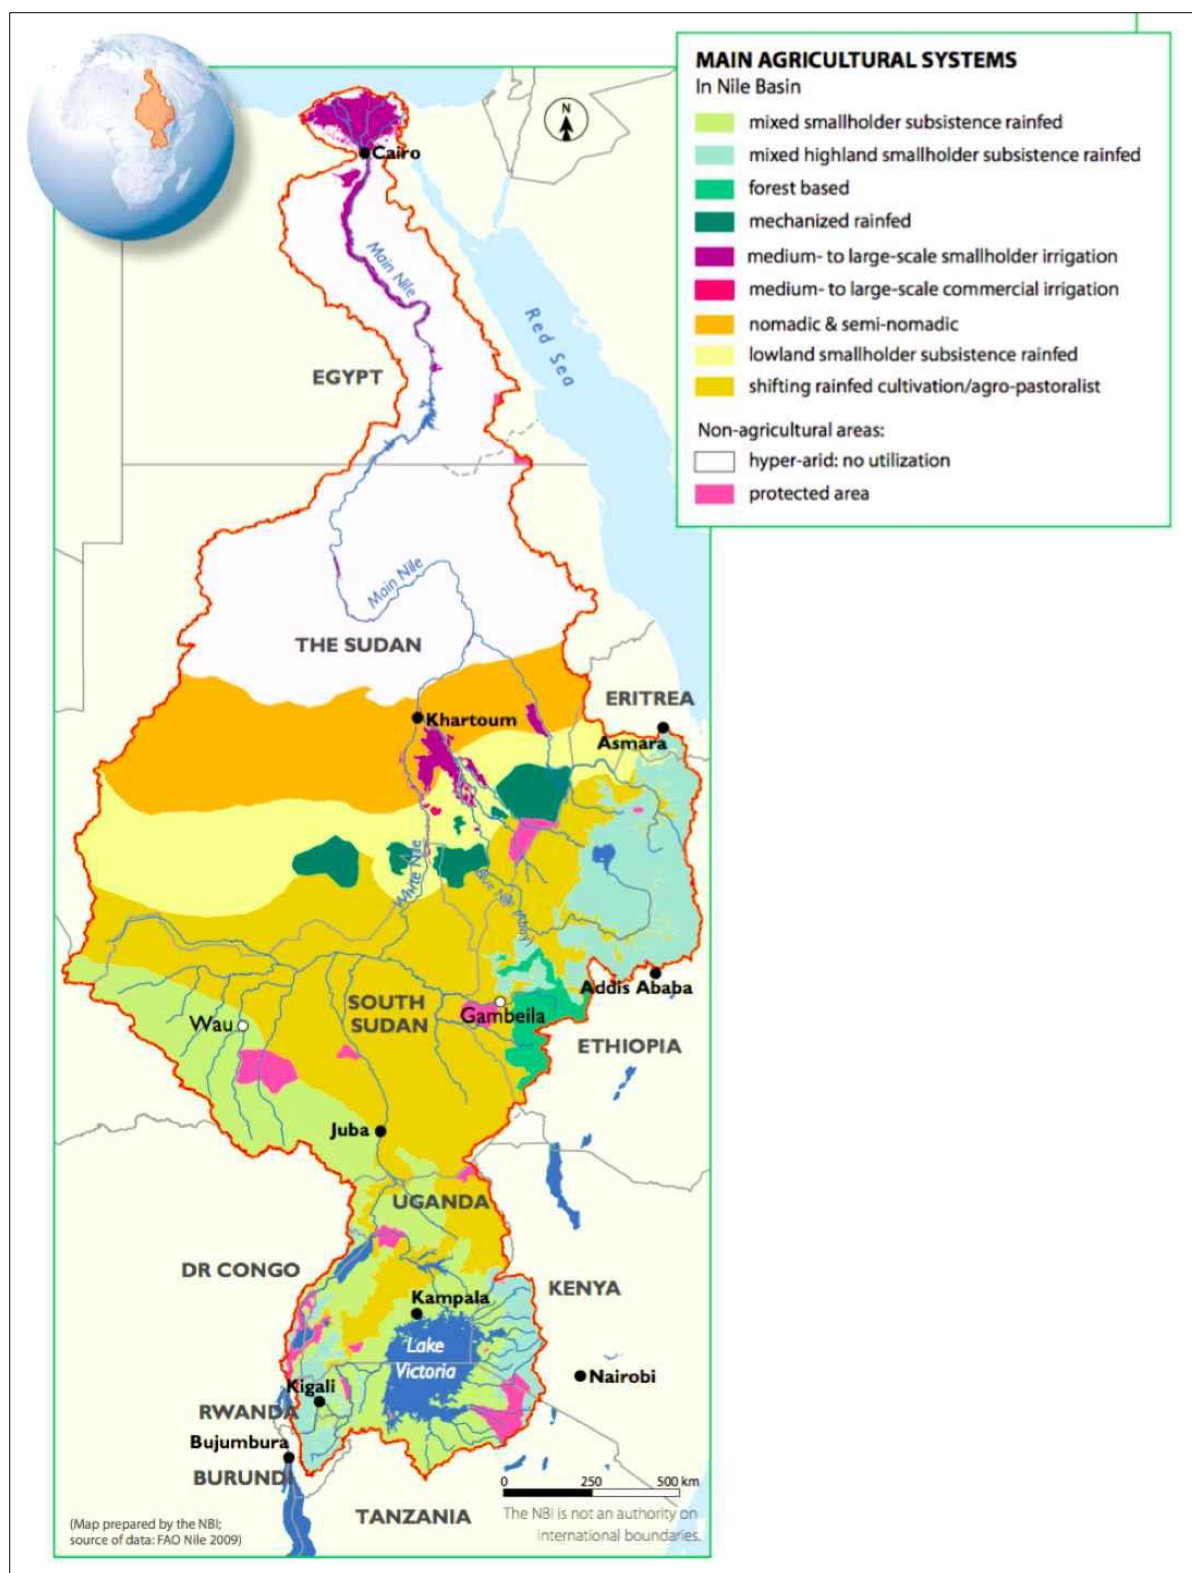 MAIN AGRICULTURAL SYSTEMS
In Nile Basin
mixed smallholder subsistence rainfed
mixed highland smallholder subsistence rainfed
forest based
mechanized rainfed
medium- to large-scale smallholder irrigation
medium- to large-scale commercial irrigation
nomadic & semi-nomadic
lowland smallholder subsistence rainfed
shifting rainfed cultivation/agro-pastoralist
Non-agricultural areas:
hyper-arid: no utilization
protected area
N
Cairo
Main Nile
Red Sea
EGYPT
Main Nile
THE SUDAN
ERITREA
Khartoum
Asmara
White Nile
Blue Nile
Addis Ababa
SOUTH
SUDAN
Gambeila
Wau
ETHIOPIA
Juba
UGANDA
DR CONGO
KENYA
Kampala
Lake
Victoria
Nairobi
Kigali
RWANDA
Bujumbura
BURUNDI
0 250 500 km
TANZANIA
The NBI is not an authority on
international boundaries.
(Map prepared by the NBI;
source of data: FAO Nile 2009)